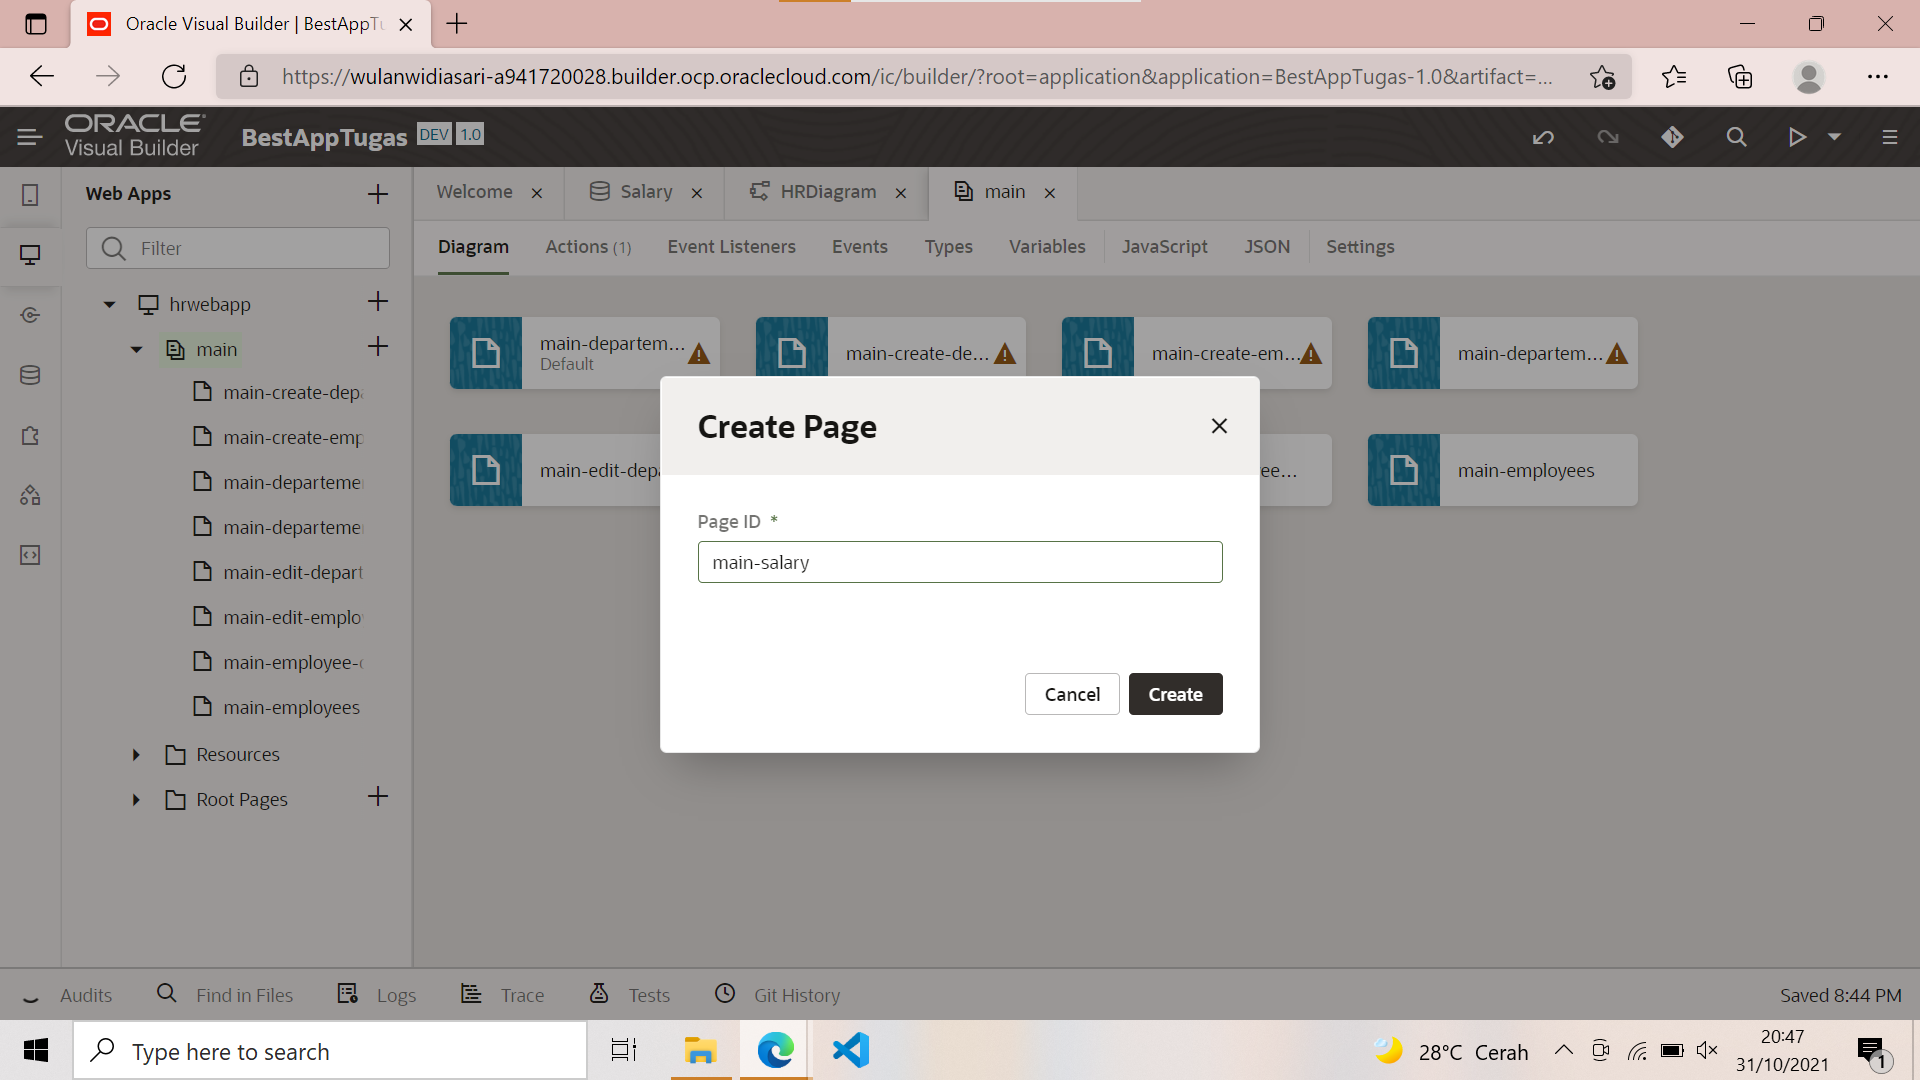 Oracle Visual Builder | BestAppTu
https://wulanwidiasari-a941720028.builder.ocp.oraclecloud.com/ic/builder/?root=application&application=BestAppTugas-1.0&artifact=...
ORACLE
Visual Builder
BestAppTugas DEV 1.0
Web Apps
Welcome
Salary
HRDiagram
main
Filter
Diagram
Actions (1)
Event Listeners
Events
Types
Variables
JavaScript
JSON
Settings
hrwebapp
main
main-create-depa
main-create-emp
main-departeme
main-departeme
main-edit-depart
main-edit-emplo
main-employee-
main-employees
Resources
Root Pages
main-departem...
Default
main-create-de...
main-create-em...
main-departem...
main-edit-depa
ee...
main-employees
Create Page
Page ID *
main-salary
Cancel
Create
Audits
Find in Files
Logs
Trace
Tests
Git History
Saved 8:44 PM
Type here to search
28°C Cerah
20:47
31/10/2021
1